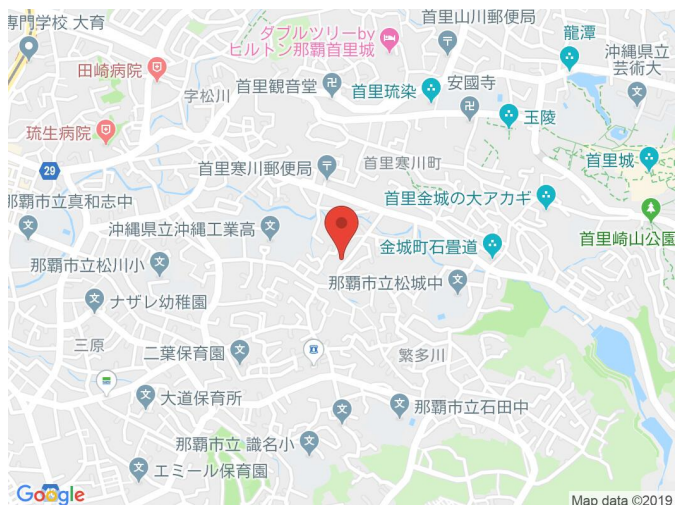 専門学校 大育
ダブルツリーby
ヒルトン那覇首里城
首里山川郵便局
龍潭
沖縄県立
芸術大
田崎病院
字松川
首里観音堂
首里琉染
安國寺
玉陵
琉生病院
29
首里寒川郵便局
首里寒川町
首里城
那覇市立真和志中
沖縄県立沖縄工業高
首里金城の大アカギ
首里崎山公園
金城町石畳道
那覇市立松川小
那覇市立松城中
ナザレ幼稚園
三原
二葉保育園
繁多川
大道保育所
那覇市立石田中
那覇市立 識名小
エミール保育園
Google
Map data ©2019